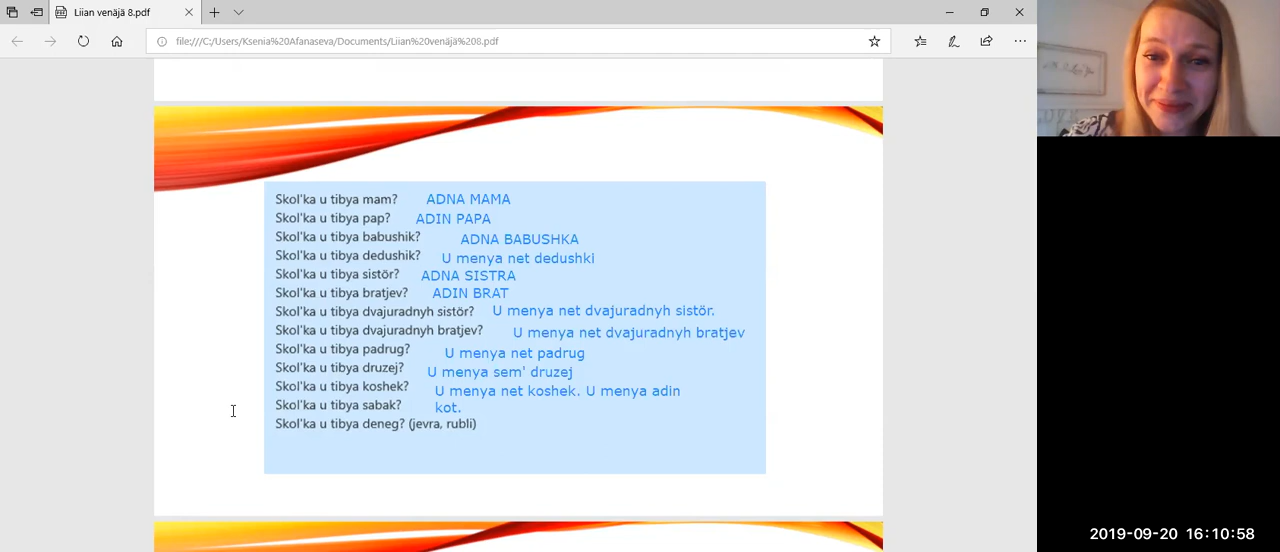 Liian venäjä 8.pdf
file:///C:/Users/Ksenia%20Afanaseva/Documents/Liian%20venäjä%208.pdf
Skol'ka u tibya mam? ADNA MAMA
Skol'ka u tibya pap? ADIN PAPA
Skol'ka u tibya babushik? ADNA BABUSHKA
Skol'ka u tibya dedushik? U menya net dedushki
Skol'ka u tibya sistör? ADNA SISTRA
Skol'ka u tibya bratjev? ADIN BRAT
Skol'ka u tibya dvajuradnyh sistör? U menya net dvajuradnyh sistör.
Skol'ka u tibya dvajuradnyh bratjev? U menya net dvajuradnyh bratjev
Skol'ka u tibya padrug? U menya net padrug
Skol'ka u tibya druzej? U menya sem' druzej
Skol'ka u tibya koshek? U menya net koshek. U menya adin
Skol'ka u tibya sabak? kot.
Skol'ka u tibya deneg? (jevra, rubli)
2019-09-20 16:10:58